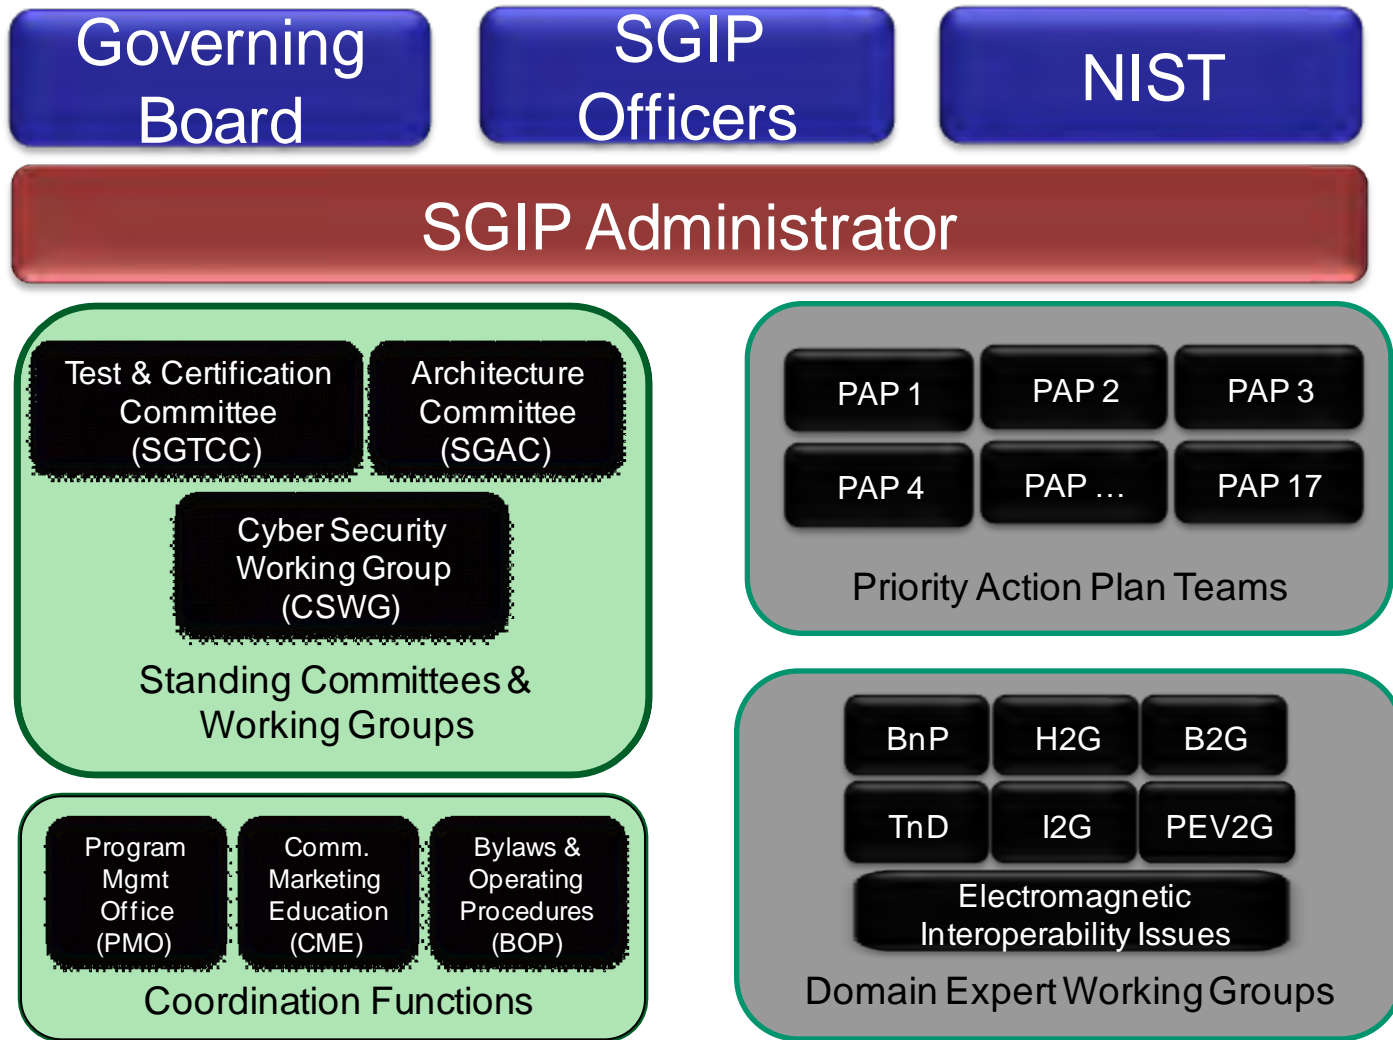 Governing
Board
SGIP
Officers
NIST
SGIP Administrator
Test & Certification
Committee
(SGTCC)
Architecture
Committee
(SGAC)
Cyber Security
Working Group
(CSWG)
Standing Committees &
Working Groups
Program
Mgmt
Office
(PMO)
Comm.
Marketing
Education
(CME)
Bylaws &
Operating
Procedures
(BOP)
Coordination Functions
PAP 1
PAP 2
PAP 3
PAP 4
PAP …
PAP 17
Priority Action Plan Teams
BnP
H2G
B2G
TnD
I2G
PEV2G
Electromagnetic
Interoperability Issues
Domain Expert Working Groups